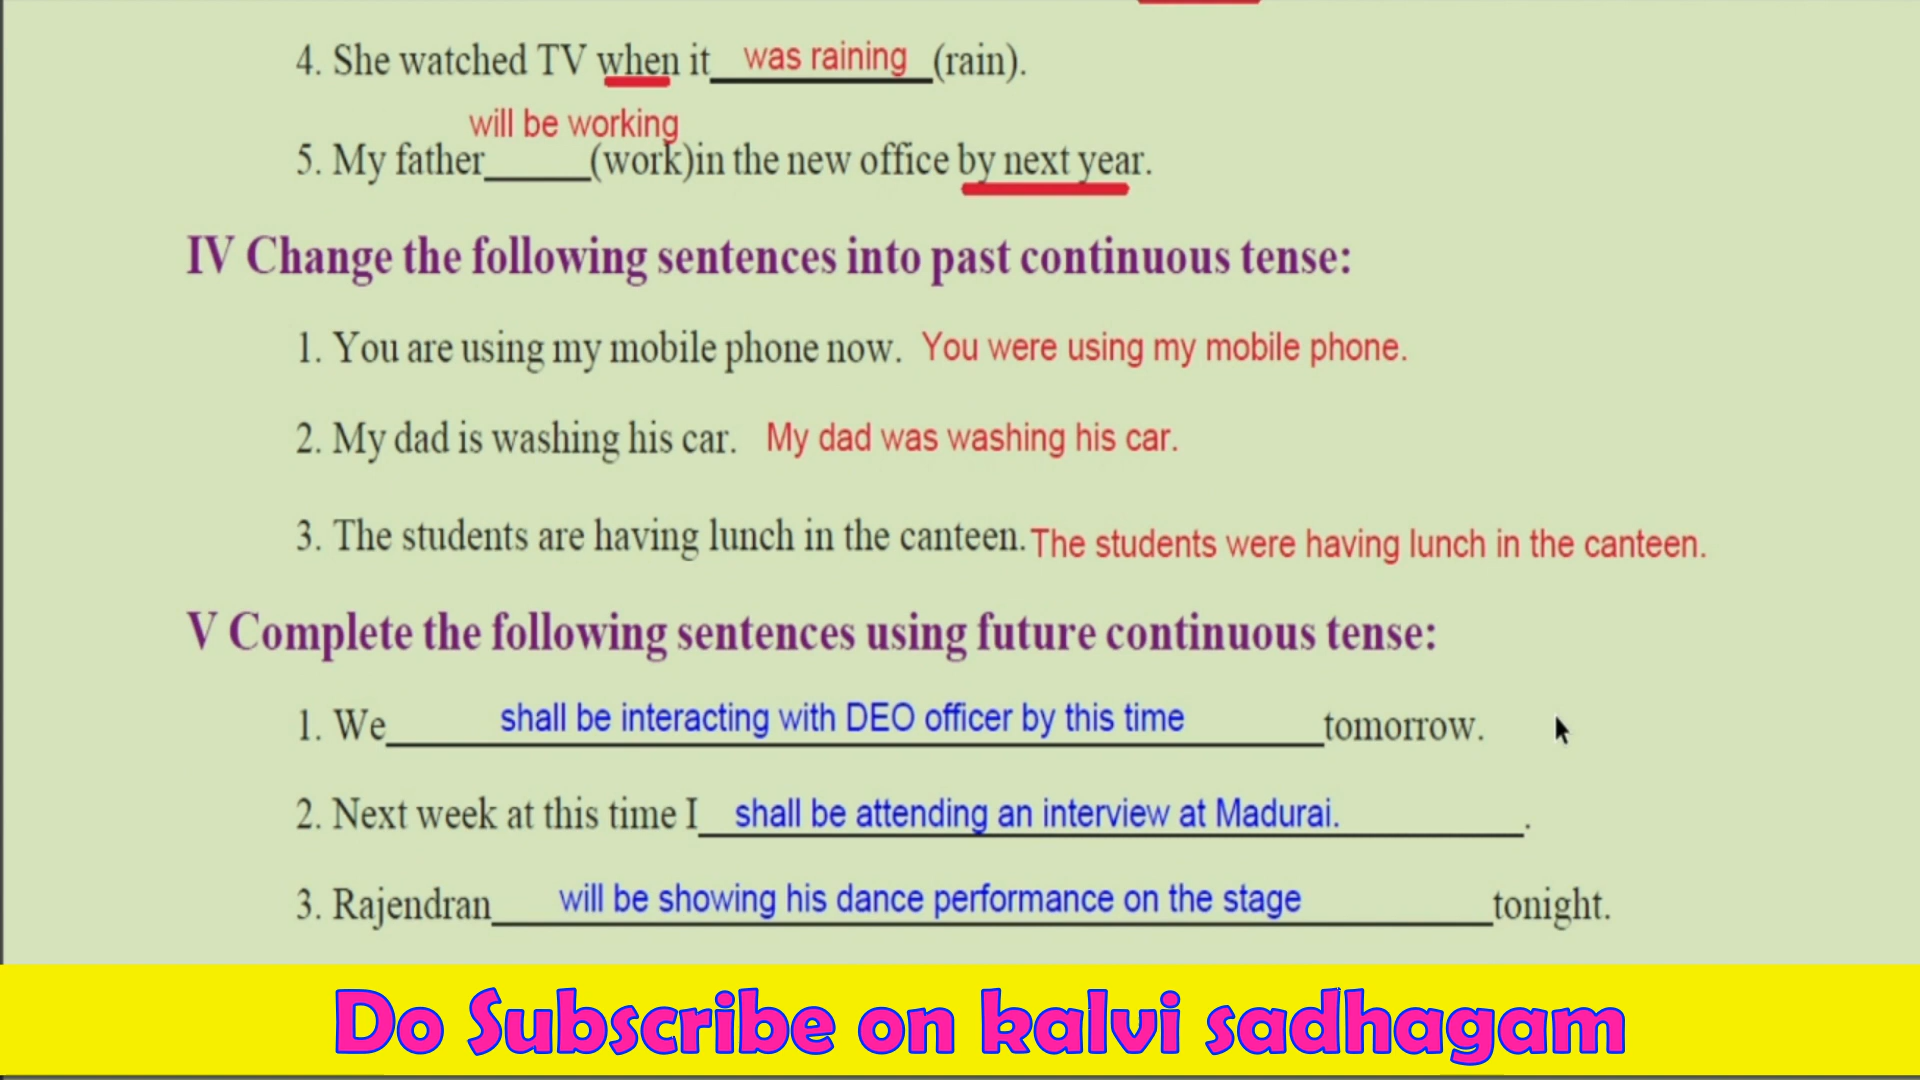 4. She watched TV when it was raining (rain).
will be working
5. My father_____(work)in the new office by next year.
IV Change the following sentences into past continuous tense:
1. You are using my mobile phone now. You were using my mobile phone.
2. My dad is washing his car. My dad was washing his car.
3. The students are having lunch in the canteen. The students were having lunch in the canteen.
V Complete the following sentences using future continuous tense:
1. We shall be interacting with DEO officer by this time tomorrow.
2. Next week at this time I shall be attending an interview at Madurai. .
3. Rajendran will be showing his dance performance on the stage tonight.
Do Subscribe on kalvi sadhagam